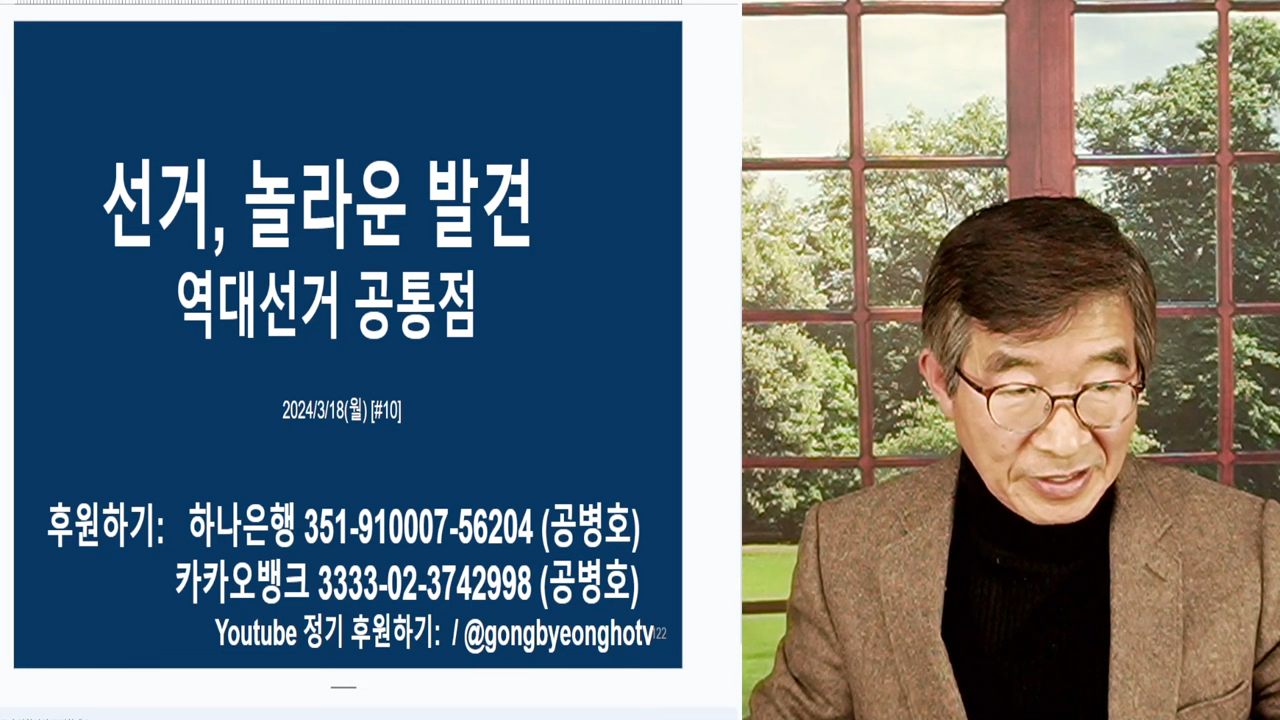 선거, 놀라운 발견
역대선거 공통점
2024/3/18(월) [#10]
후원하기: 하나은행 351-910007-56204 (공병호)
카카오뱅크 3333-02-3742998 (공병호)
Youtube 정기 후원하기: / @gongbyeonghotv
122